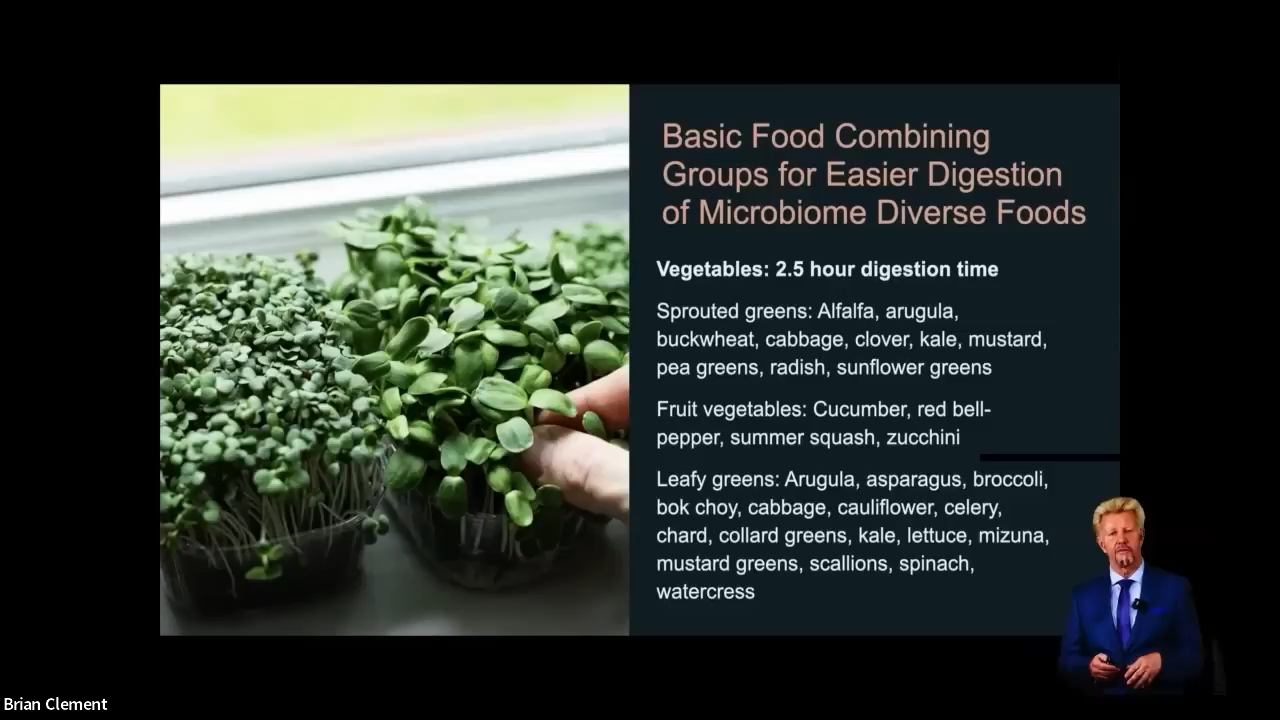 Basic Food Combining
Groups for Easier Digestion
of Microbiome Diverse Foods
Vegetables: 2.5 hour digestion time
Sprouted greens: Alfalfa, arugula,
buckwheat, cabbage, clover, kale, mustard,
pea greens, radish, sunflower greens
Fruit vegetables: Cucumber, red bell-
pepper, summer squash, zucchini
Leafy greens: Arugula, asparagus, broccoli,
bok choy, cabbage, cauliflower, celery,
chard, collard greens, kale, lettuce, mizuna,
mustard greens, scallions, spinach,
watercress
Brian Clement